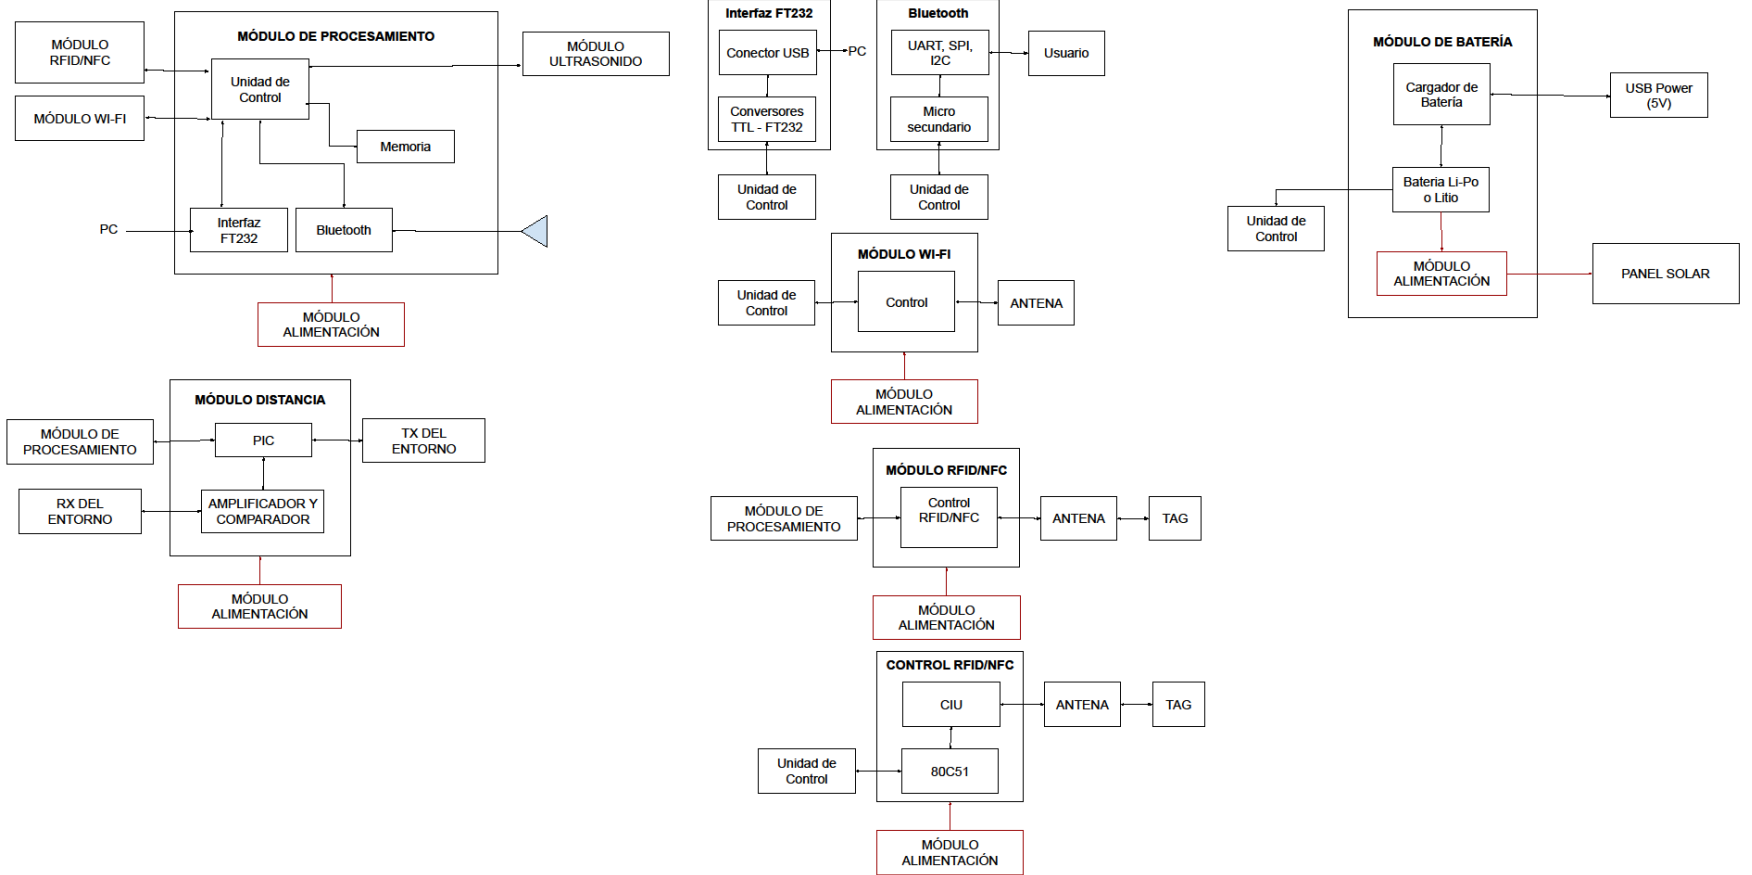 MÓDULO
RFID/NFC
MÓDULO WI-FI
MÓDULO DE PROCESAMIENTO
Unidad de
Control
Memoria
MÓDULO
ULTRASONIDO
PC
Interfaz
FT232
Bluetooth
MÓDULO
ALIMENTACIÓN
MÓDULO DISTANCIA
MÓDULO DE
PROCESAMIENTO
PIC
TX DEL
ENTORNO
RX DEL
ENTORNO
AMPLIFICADOR Y
COMPARADOR
MÓDULO
ALIMENTACIÓN
Interfaz FT232
Conector USB
PC
Conversores
TTL - FT232
Unidad de
Control
Bluetooth
UART, SPI,
I2C
Usuario
Micro
secundario
Unidad de
Control
MÓDULO WI-FI
Unidad de
Control
Control
ANTENA
MÓDULO
ALIMENTACIÓN
MÓDULO RFID/NFC
MÓDULO DE
PROCESAMIENTO
Control
RFID/NFC
ANTENA
TAG
MÓDULO
ALIMENTACIÓN
CONTROL RFID/NFC
CIU
ANTENA
TAG
Unidad de
Control
80C51
MÓDULO
ALIMENTACIÓN
MÓDULO DE BATERÍA
Cargador de
Batería
USB Power
(5V)
Bateria Li-Po
o Litio
Unidad de
Control
MÓDULO
ALIMENTACIÓN
PANEL SOLAR